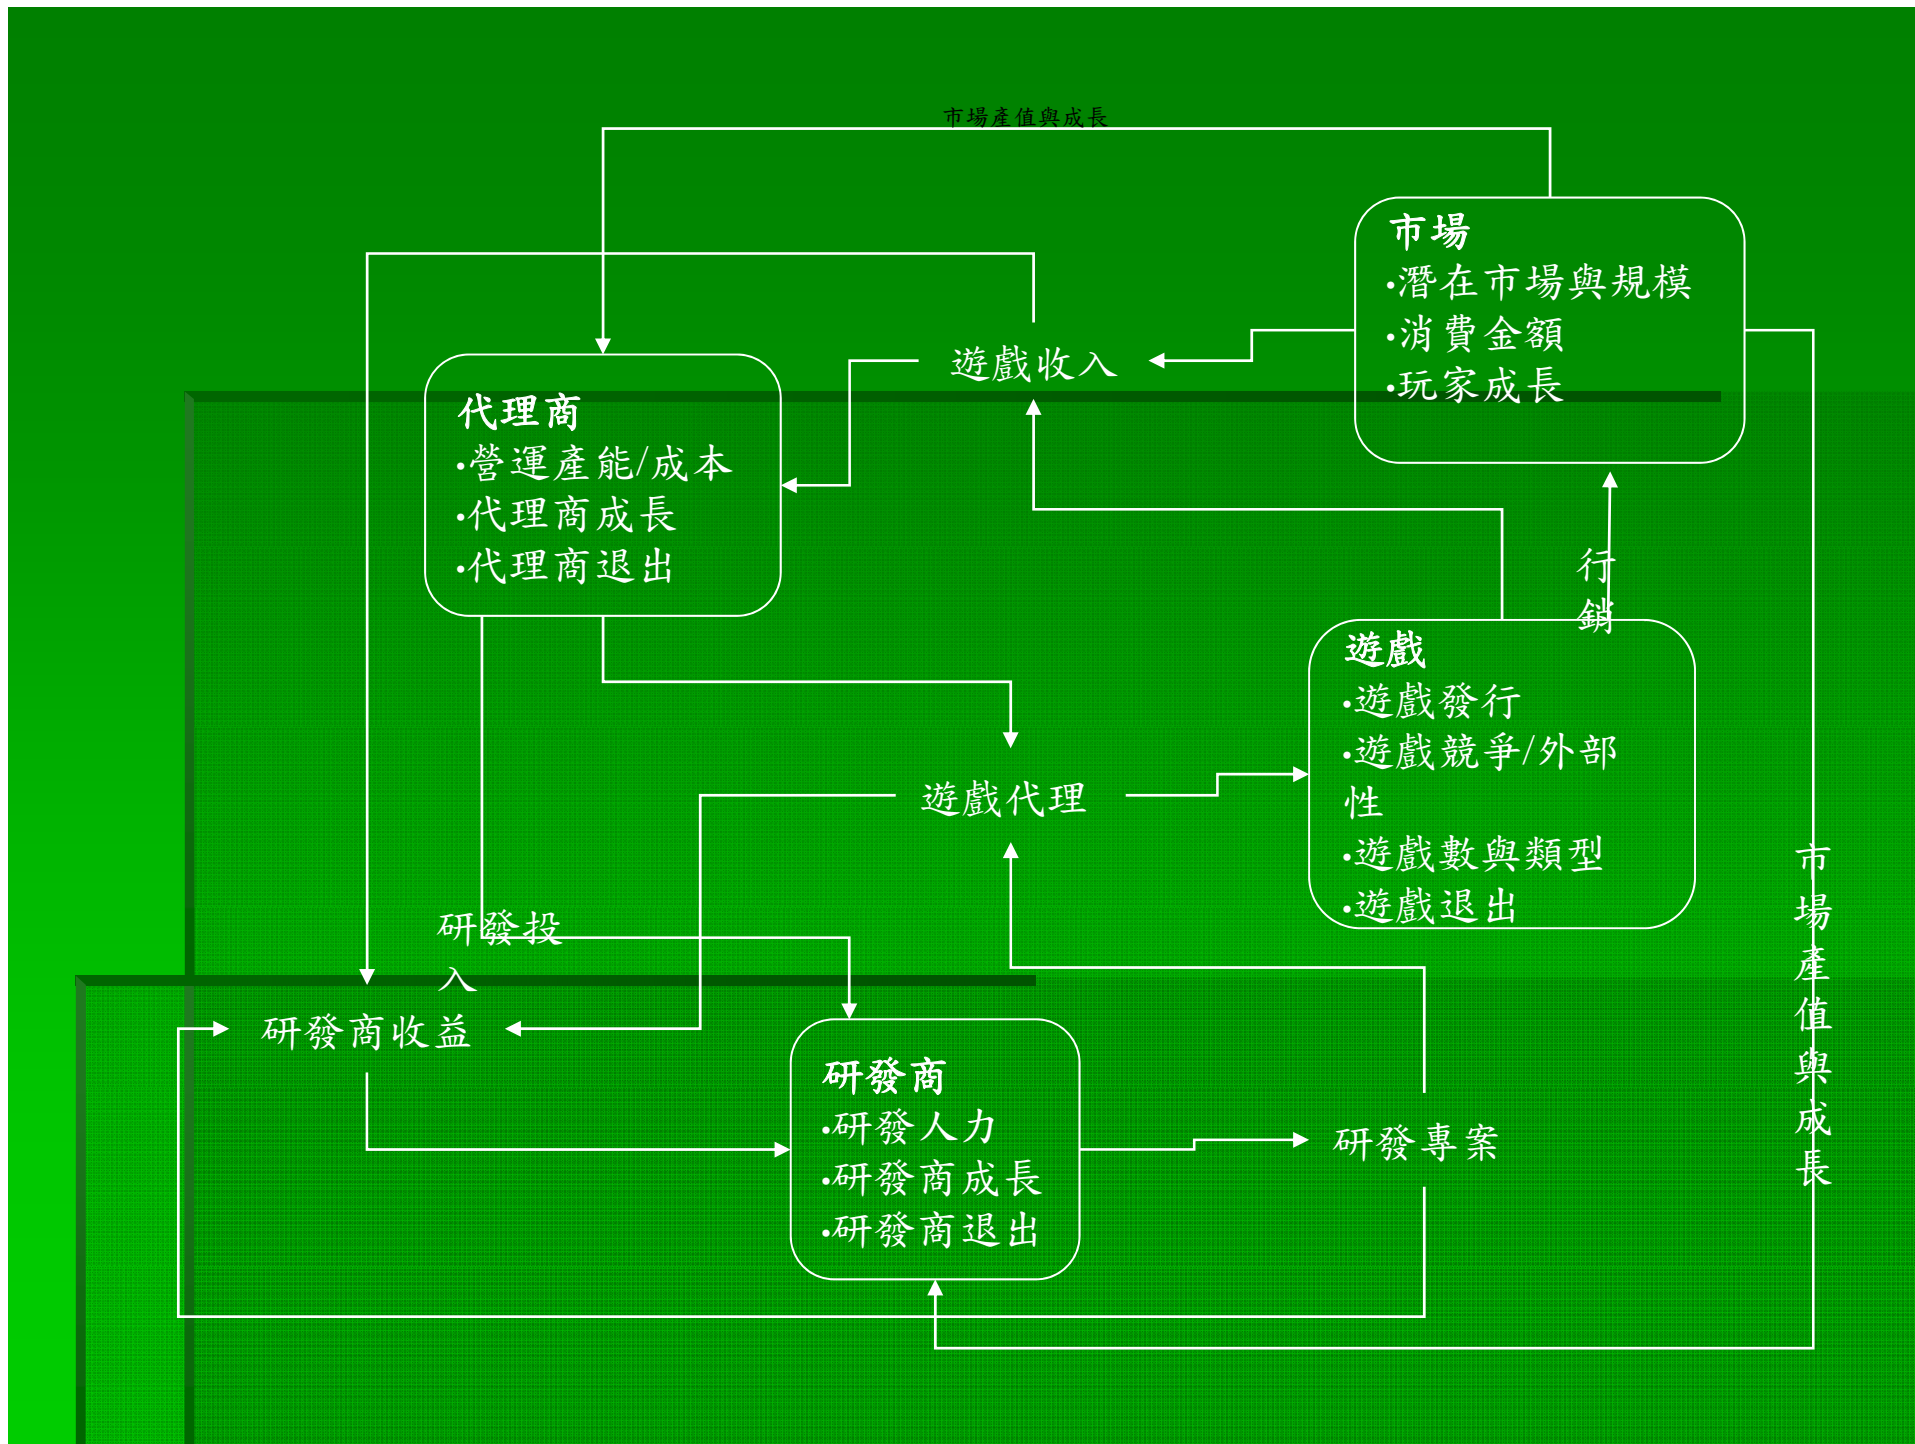 市場產值與成長
市場
•潛在市場與規模
•消費金額
•玩家成長
遊戲收入
代理商
•營運產能/成本
•代理商成長
•代理商退出
行
銷
遊戲
•遊戲發行
•遊戲競爭/外部
性
•遊戲數與類型
•遊戲退出
遊戲代理
市
場
產
值
與
成
長
研發投
入
研發商收益
研發商
•研發人力
•研發商成長
•研發商退出
研發專案